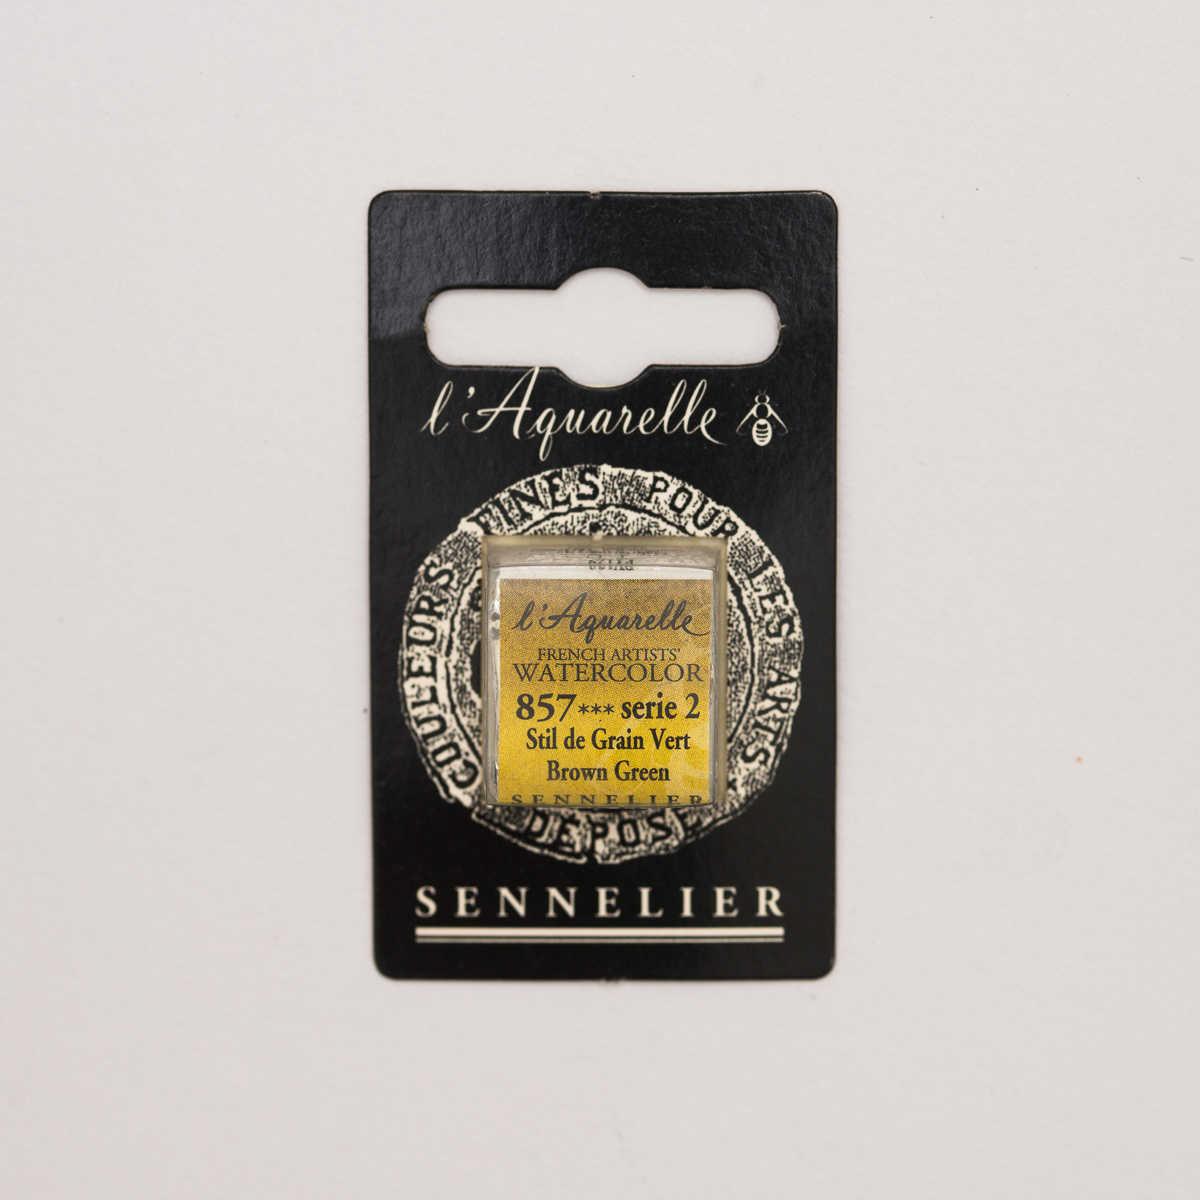 l'Aquarelle
COULEURS FINES POUR LES ARTS
DÉPOSÉ
l'Aquarelle
FRENCH ARTISTS'
WATERCOLOR
857*** serie 2
Stil de Grain Vert
Brown Green
SENNELIER
SENNELIER